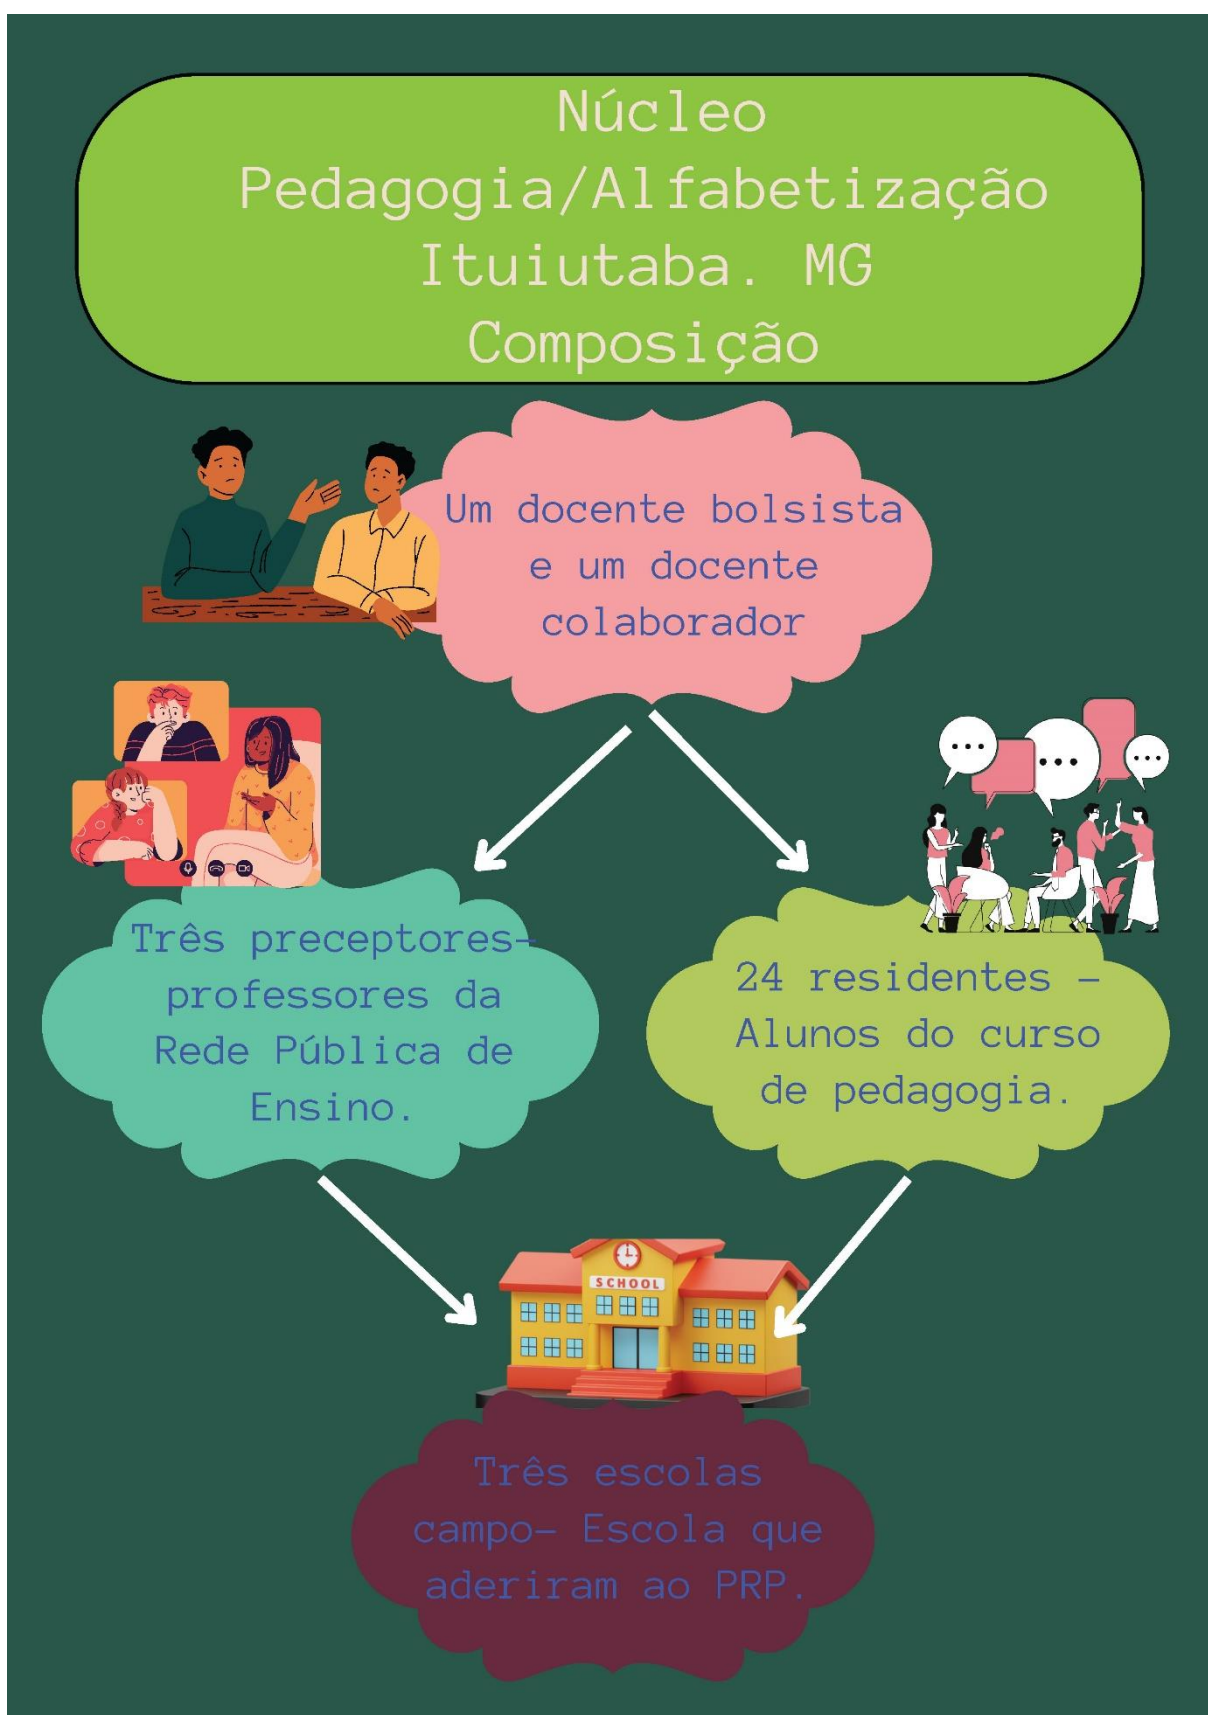 Núcleo
Pedagogia/Alfabetização
Ituiutaba. MG
Composição
Um docente bolsista
e um docente
colaborador
Três preceptores-
professores da
Rede Pública de
Ensino.
24 residentes -
Alunos do curso
de pedagogia.
SCHOOL
Três escolas
campo- Escola que
aderiram ao PRP.